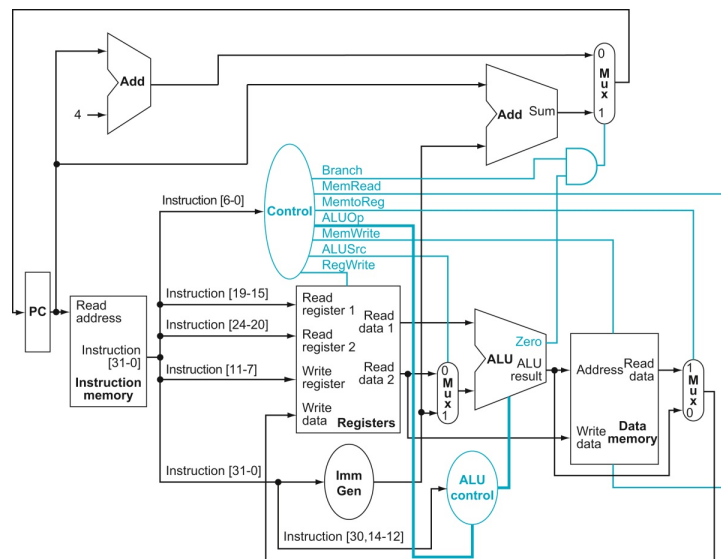 Add
4
Add
Sum
0
Mux
1
Branch
MemRead
MemtoReg
ALUOp
MemWrite
ALUSrc
RegWrite
Control
Instruction [6-0]
PC
Read
address
Instruction
[31-0]
Instruction
memory
Instruction [19-15]
Instruction [24-20]
Instruction [11-7]
Instruction [31-0]
Instruction [30,14-12]
Read
register 1
Read
register 2
Write
register
Write
data
Read
data 1
Read
data 2
Registers
Imm
Gen
0
Mux
1
Zero
ALU
ALU
result
ALU
control
Address
Read
data
Write
data
Data
memory
1
Mux
0